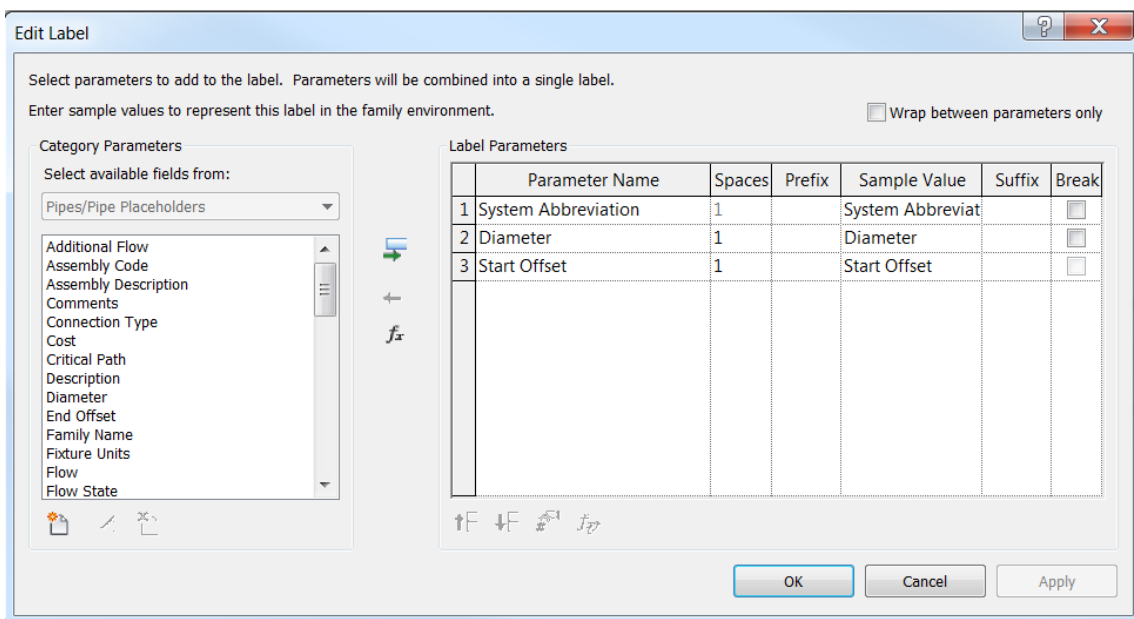 Edit Label
Select parameters to add to the label. Parameters will be combined into a single label.
Enter sample values to represent this label in the family environment.
Wrap between parameters only
Category Parameters
Select available fields from:
Pipes/Pipe Placeholders
Additional Flow
Assembly Code
Assembly Description
Comments
Connection Type
Cost
Critical Path
Description
Diameter
End Offset
Family Name
Fixture Units
Flow
Flow State
fx
Label Parameters
Parameter Name Spaces Prefix Sample Value Suffix Break
1 System Abbreviation 1 System Abbreviat
2 Diameter 1 Diameter
3 Start Offset 1 Start Offset
OK Cancel Apply